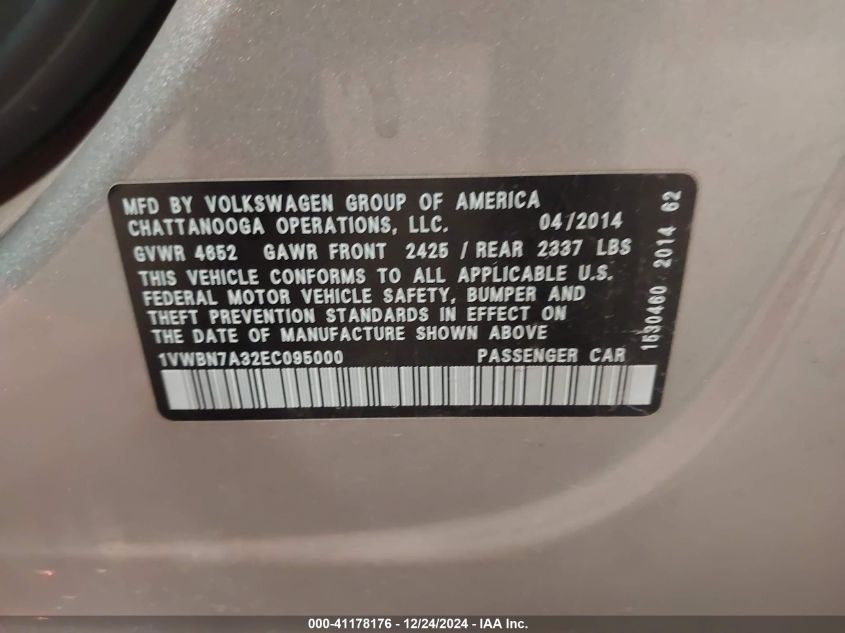 MFD BY VOLKSWAGEN GROUP OF AMERICA
CHATTANOOGA OPERATIONS, LLC. 04/2014
GVWR 4652 GAWR FRONT 2425 / REAR 2337 LBS
THIS VEHICLE CONFORMS TO ALL APPLICABLE U.S.
FEDERAL MOTOR VEHICLE SAFETY, BUMPER AND
THEFT PREVENTION STANDARDS IN EFFECT ON
THE DATE OF MANUFACTURE SHOWN ABOVE
1VWBN7A32EC095000 PASSENGER CAR
1530460 2014 62
000-41178176 - 12/24/2024 - IAA Inc.